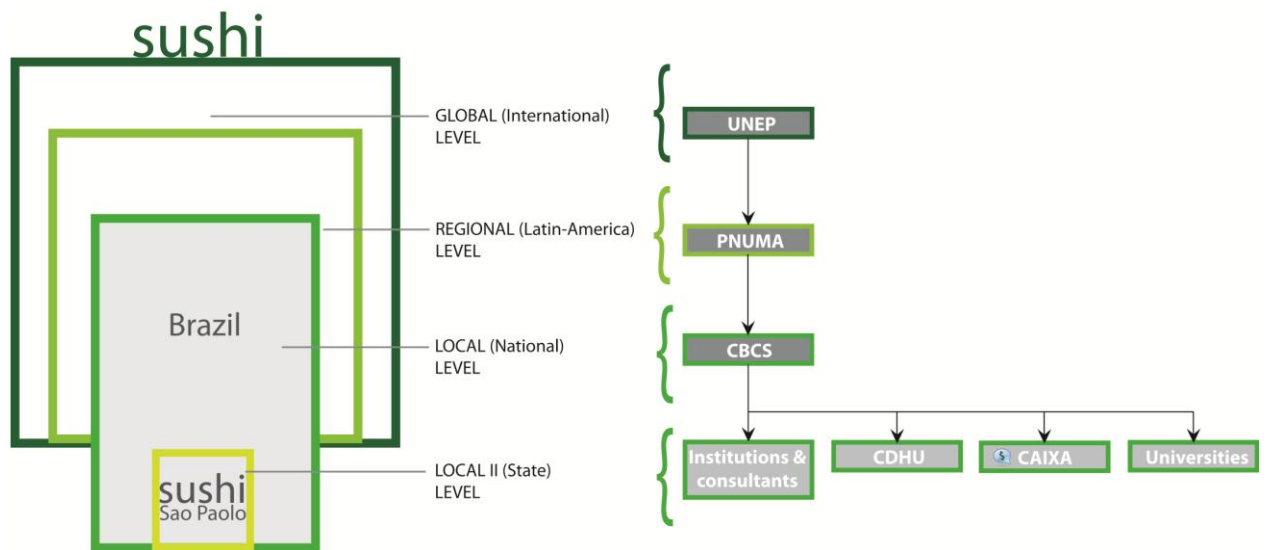 sushi
GLOBAL (International)
LEVEL
REGIONAL (Latin-America)
LEVEL
Brazil
LOCAL (National)
LEVEL
LOCAL II (State)
LEVEL
sushi
Sao Paolo
UNEP
PNUMA
CBCS
Institutions &
consultants
CDHU
CAIXA
Universities